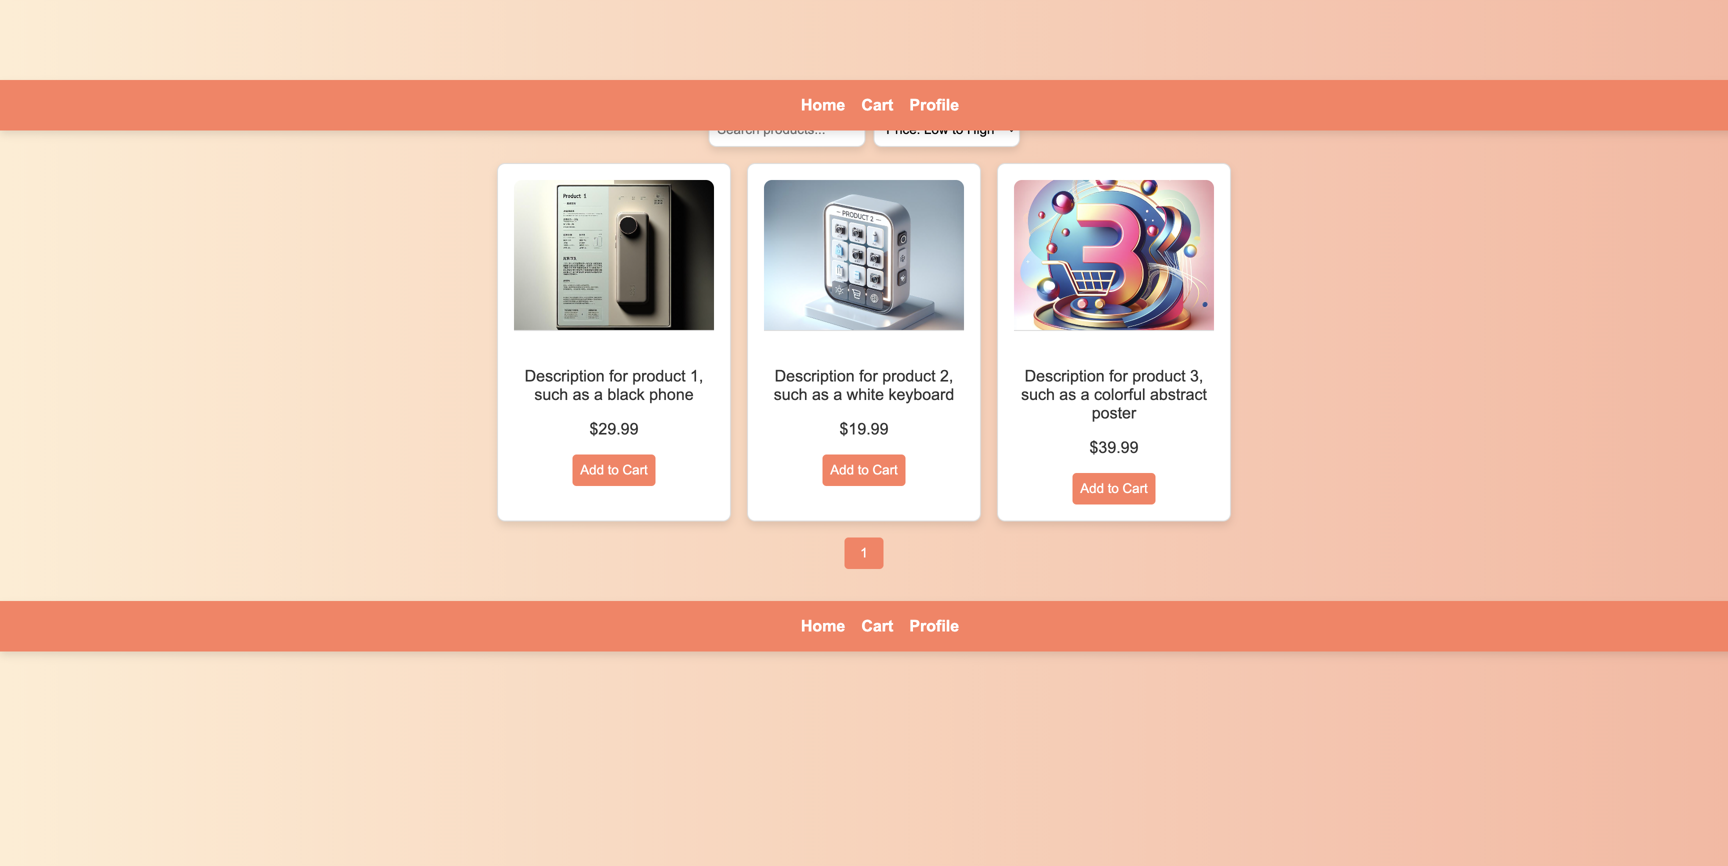 Home Cart Profile
Search products...
Price: Low to High
Product 1
PRODUCT 2
3
Description for product 1,
such as a black phone
$29.99
Add to Cart
Description for product 2,
such as a white keyboard
$19.99
Add to Cart
Description for product 3,
such as a colorful abstract
poster
$39.99
Add to Cart
1
Home Cart Profile